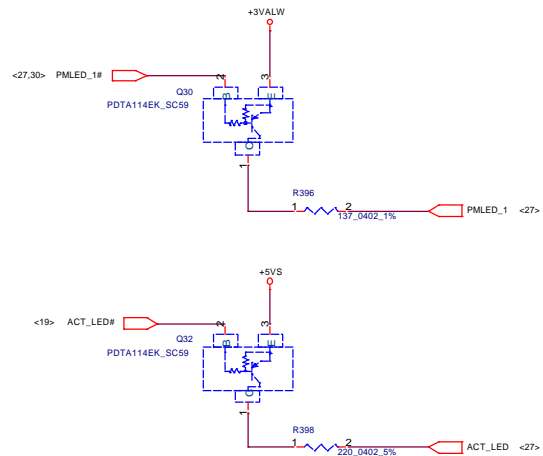 +3VALW
<27,30> PMLED_1#
2
3
Q30
PDTA114EK_SC59
B
E
C
1
R396
1
2
137_0402_1%
PMLED_1 <27>
+5VS
<19> ACT_LED#
2
3
Q32
PDTA114EK_SC59
B
E
C
1
R398
1
2
220_0402_5%
ACT_LED <27>